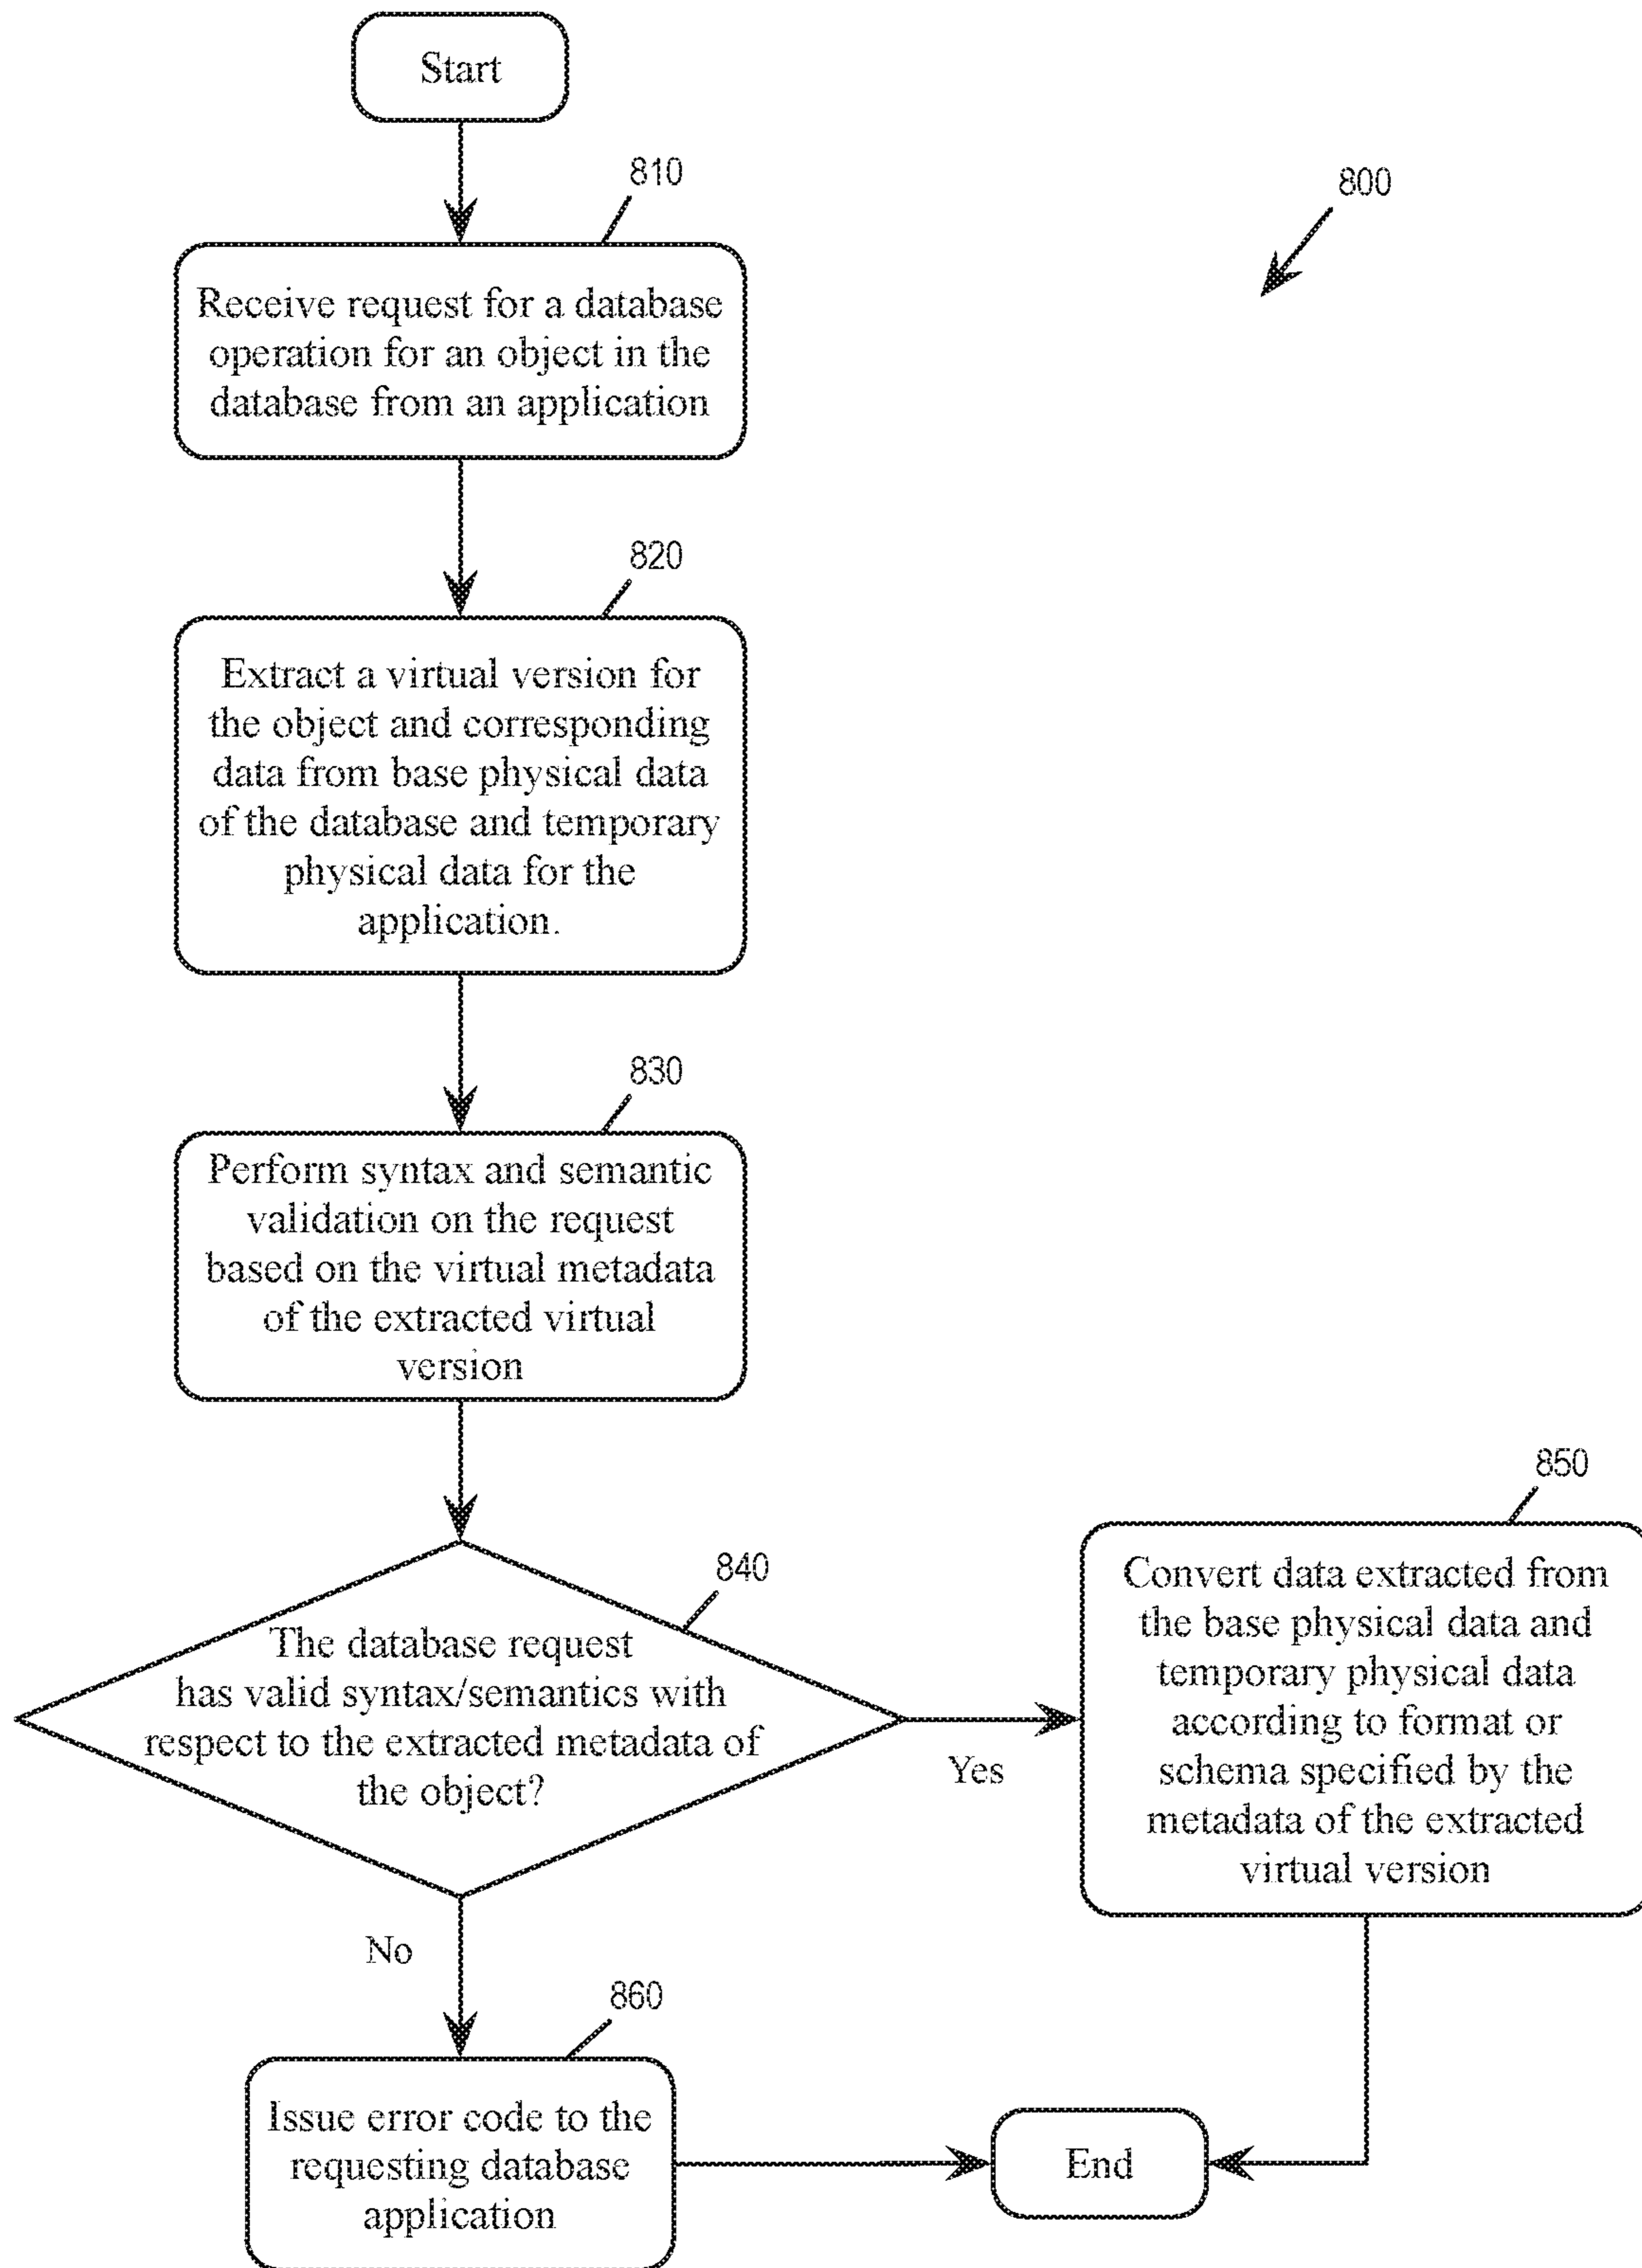 Start
810
800
Receive request for a database
operation for an object in the
database from an application
820
Extract a virtual version for
the object and corresponding
data from base physical data
of the database and temporary
physical data for the
application.
830
Perform syntax and semantic
validation on the request
based on the virtual metadata
of the extracted virtual
version
840
The database request
has valid syntax/semantics with
respect to the extracted metadata of
the object?
Yes
850
Convert data extracted from
the base physical data and
temporary physical data
according to format or
schema specified by the
metadata of the extracted
virtual version
No
860
Issue error code to the
requesting database
application
End